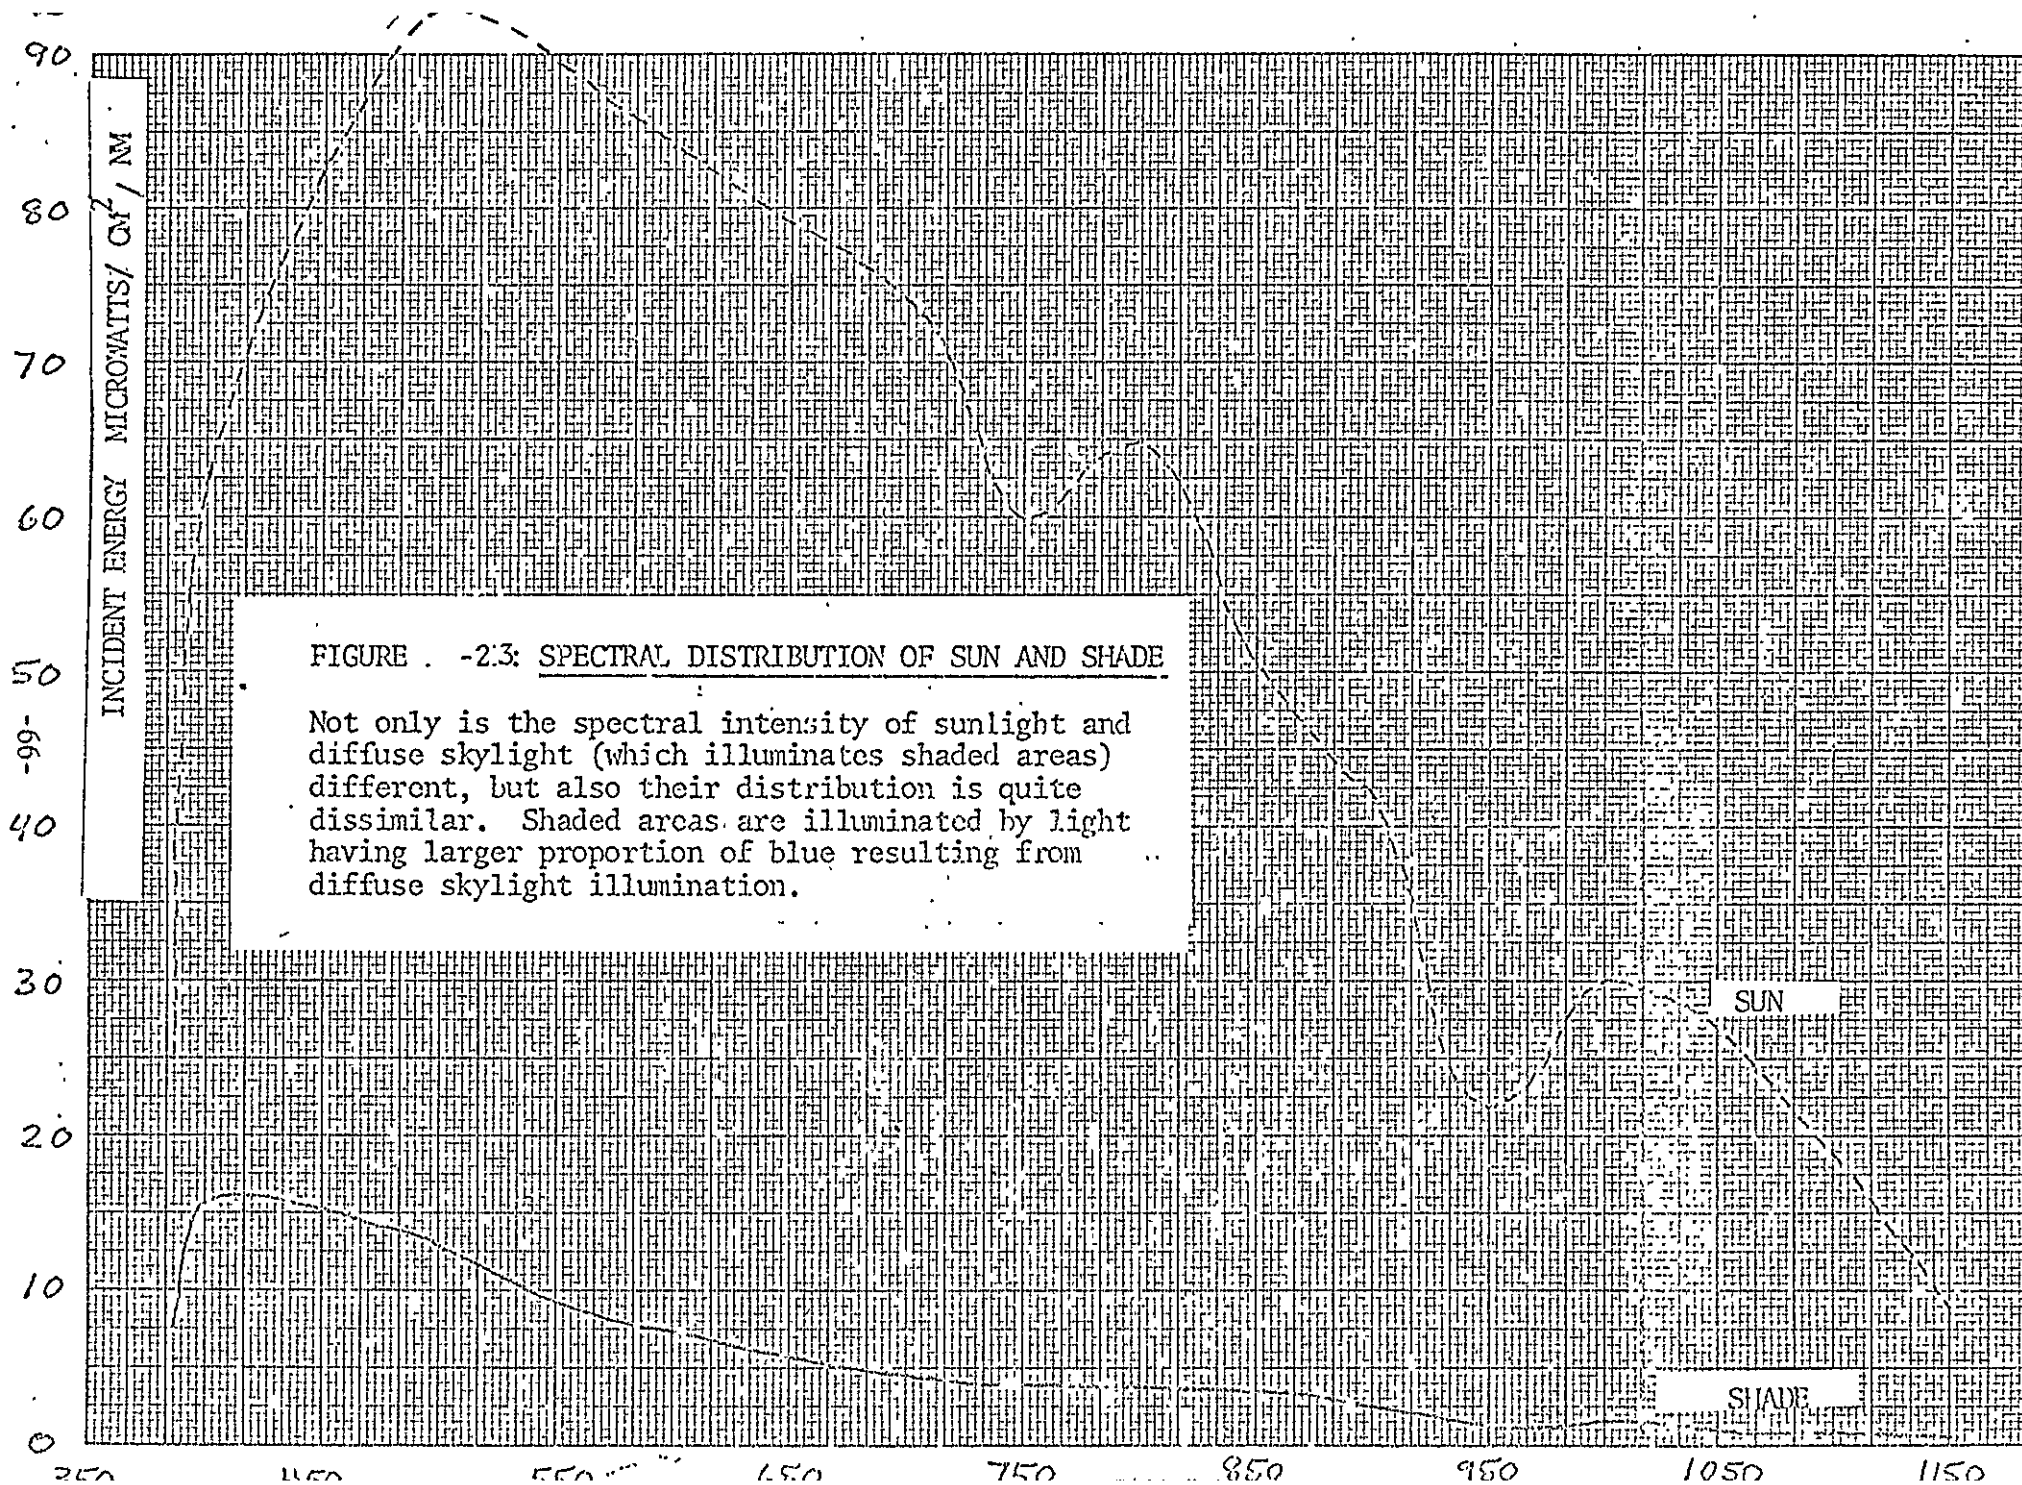 90
80
70
60
50
40
30
20
10
0
INCIDENT ENERGY MICROWATTS/ CM2 / NM
-99-
FIGURE . -2.3: SPECTRAL DISTRIBUTION OF SUN AND SHADE
Not only is the spectral intensity of sunlight and
diffuse skylight (which illuminates shaded areas)
different, but also their distribution is quite
dissimilar. Shaded areas are illuminated by light
having larger proportion of blue resulting from
diffuse skylight illumination.
SUN
SHADE
350 450 550 650 750 850 950 1050 1150